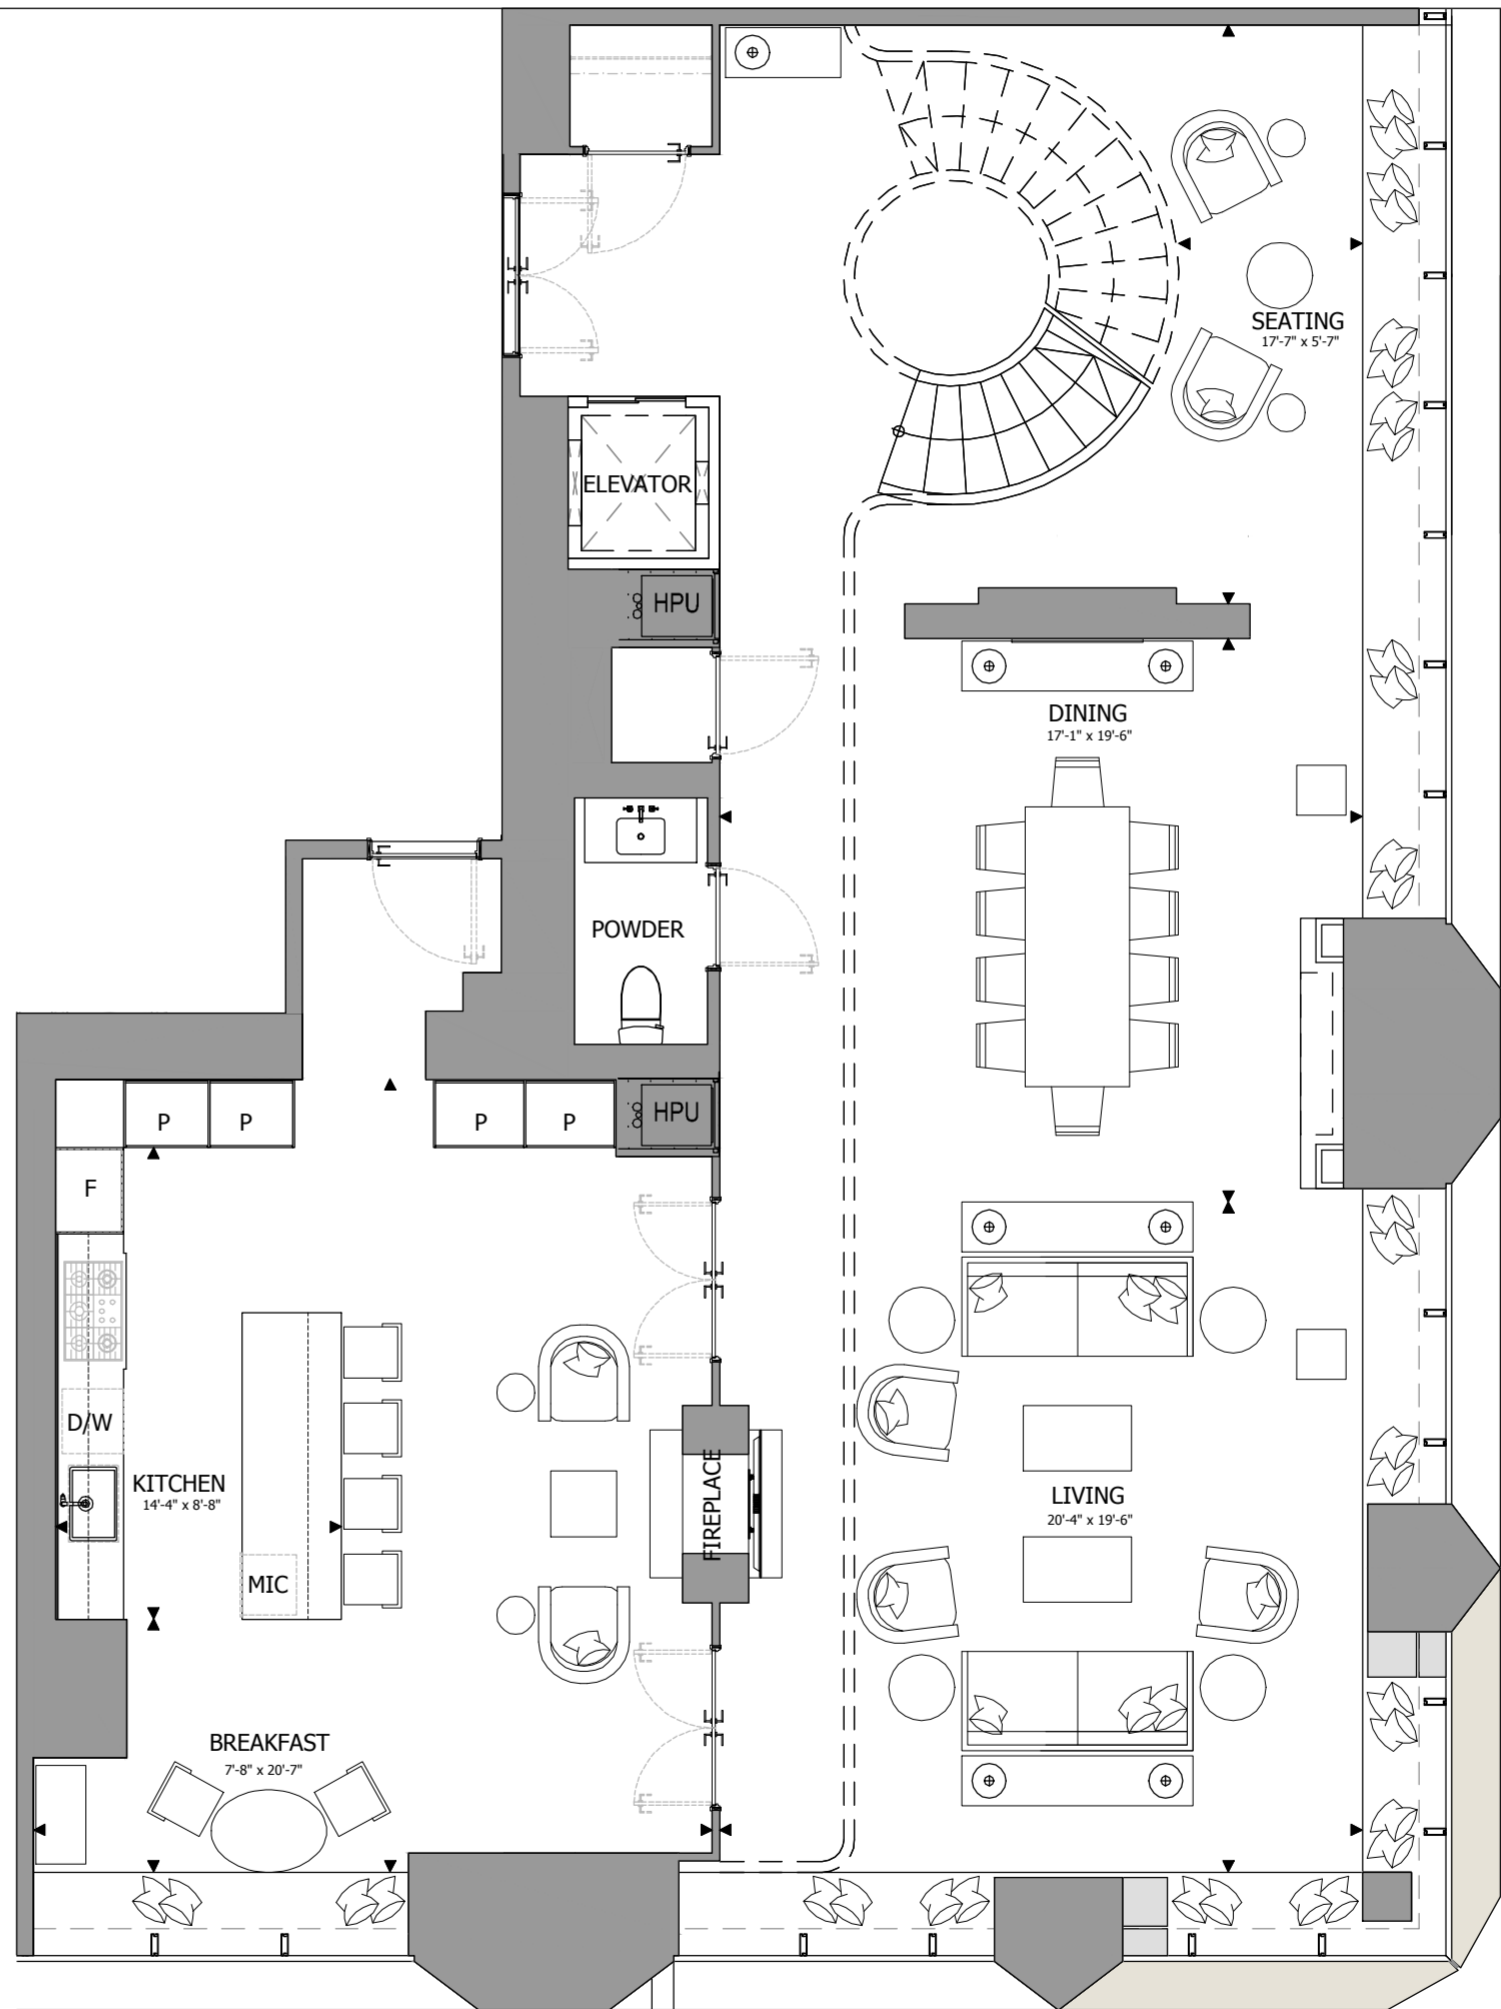 SEATING
17'-7" x 5'-7"
ELEVATOR
HPU
DINING
17'-1" x 19'-6"
POWDER
P
P
P
P
HPU
F
D/W
KITCHEN
14'-4" x 8'-8"
MIC
FIREPLACE
LIVING
20'-4" x 19'-6"
BREAKFAST
7'-8" x 20'-7"